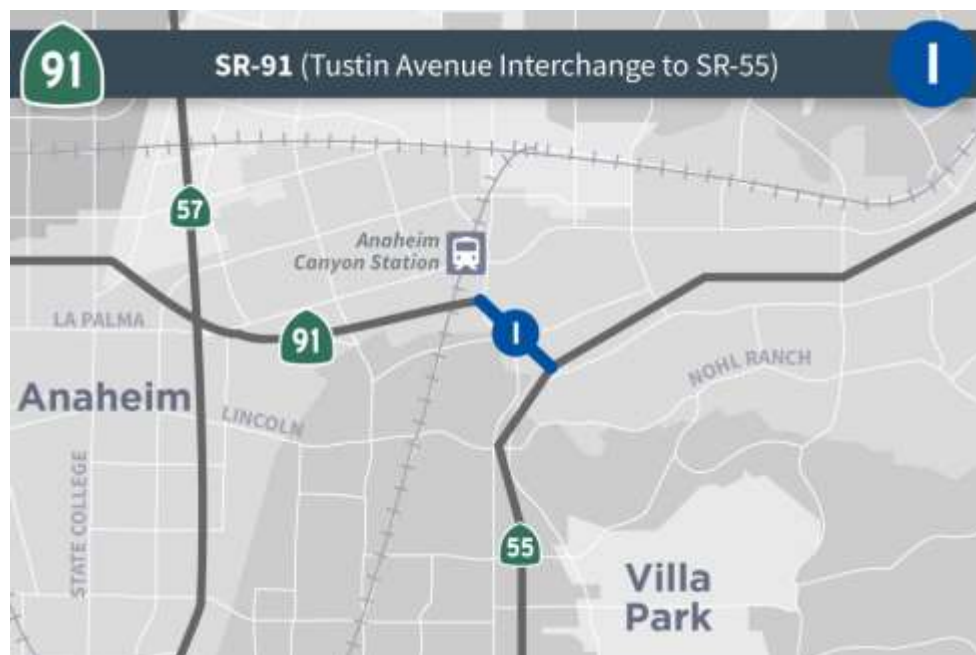 91
SR-91 (Tustin Avenue Interchange to SR-55)
I
57
Anaheim
Canyon Station
LA PALMA
91
I
NOHL RANCH
Anaheim
LINCOLN
STATE COLLEGE
55
Villa
Park